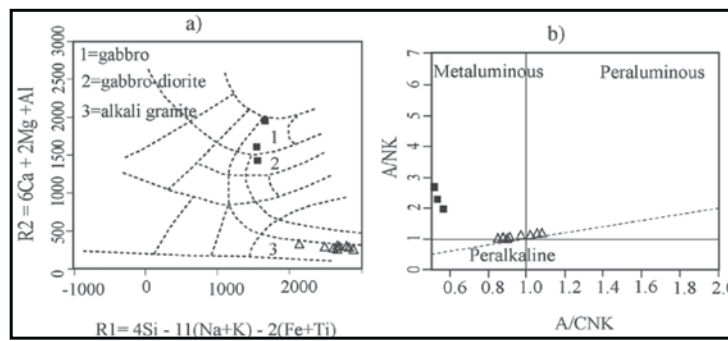 a)
R2 = 6Ca + 2Mg +Al
3000
2500
2000
1500
1000
500
0
1=gabbro
2=gabbro-diorite
3=alkali granite
1
2
3
-1000
0
1000
2000
R1= 4Si - 11(Na+K) - 2(Fe+Ti)
b)
A/NK
7
6
5
4
3
2
1
0
Metaluminous
Peraluminous
Peralkaline
0.6
0.8
1.0
1.2
1.4
1.6
1.8
2.0
A/CNK